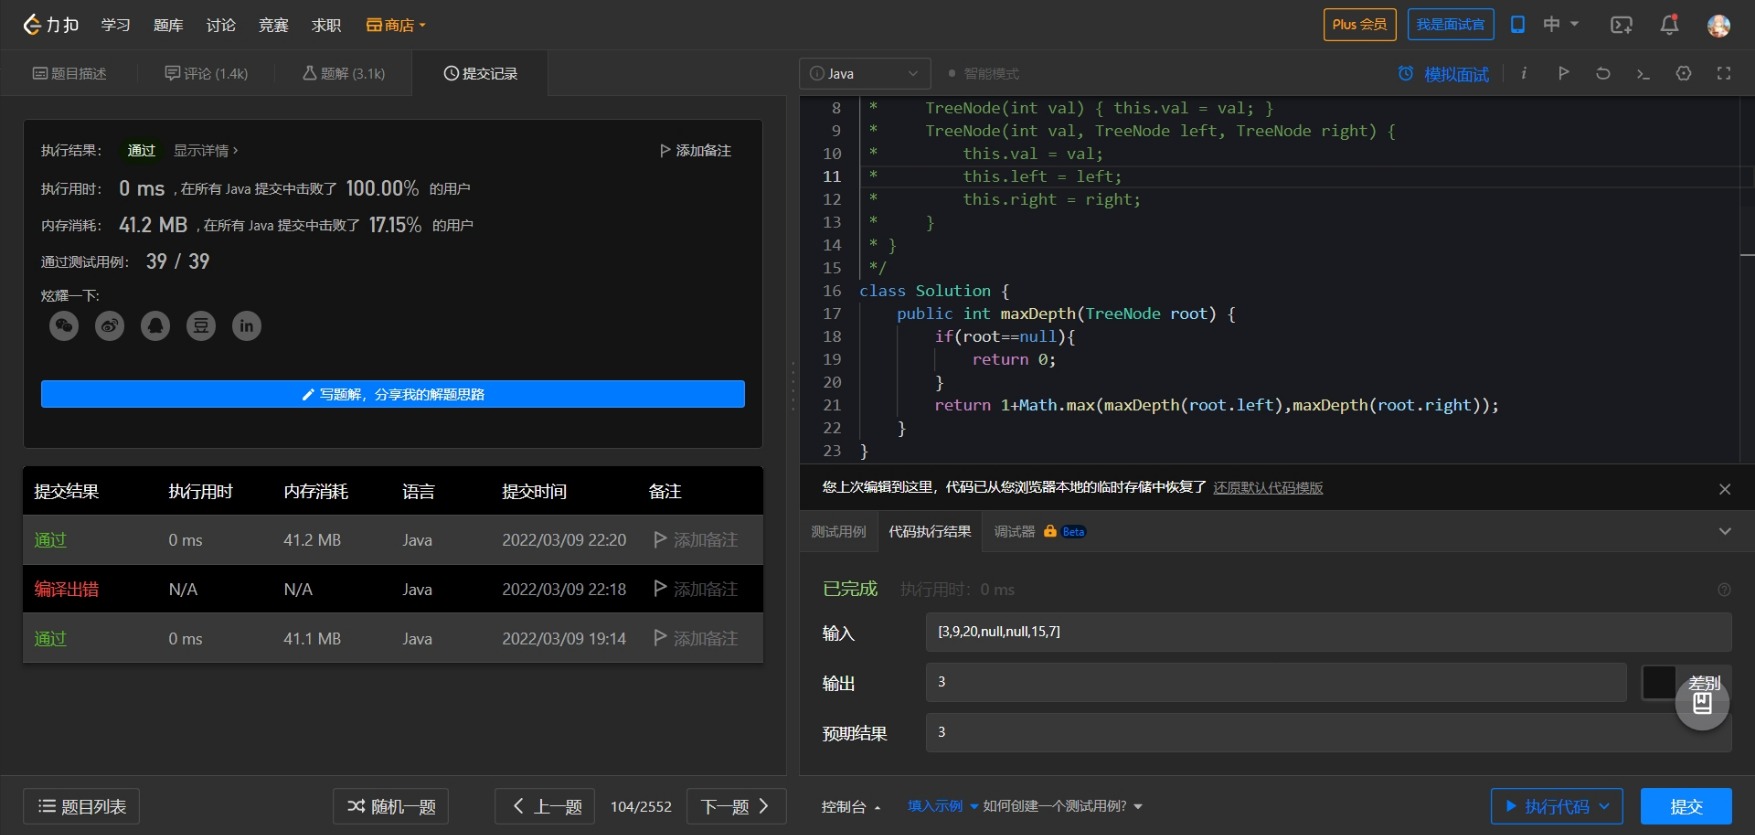 力扣 学习 题库 讨论 竞赛 求职 商店 Plus 会员 我是面试官 中
题目描述 评论 (1.4k) 题解 (3.1k) 提交记录
执行结果： 通过 显示详情 › 添加备注
执行用时： 0 ms , 在所有 Java 提交中击败了 100.00% 的用户
内存消耗： 41.2 MB , 在所有 Java 提交中击败了 17.15% 的用户
通过测试用例： 39 / 39
炫耀一下:
豆 in
写题解，分享我的解题思路
提交结果 执行用时 内存消耗 语言 提交时间 备注
通过 0 ms 41.2 MB Java 2022/03/09 22:20 添加备注
编译出错 N/A N/A Java 2022/03/09 22:18 添加备注
通过 0 ms 41.1 MB Java 2022/03/09 19:14 添加备注
题目列表 随机一题 上一题 104/2552 下一题
Java 智能模式 模拟面试 i
8 * TreeNode(int val) { this.val = val; }
9 * TreeNode(int val, TreeNode left, TreeNode right) {
10 * this.val = val;
11 * this.left = left;
12 * this.right = right;
13 * }
14 * }
15 */
16 class Solution {
17 public int maxDepth(TreeNode root) {
18 if(root==null){
19 return 0;
20 }
21 return 1+Math.max(maxDepth(root.left),maxDepth(root.right));
22 }
23 }
您上次编辑到这里，代码已从您浏览器本地的临时存储中恢复了 还原默认代码模版
测试用例 代码执行结果 调试器 Beta
已完成 执行用时：0 ms
输入 [3,9,20,null,null,15,7]
输出 3 差别
预期结果 3
控制台 填入示例 如何创建一个测试用例? 执行代码 提交